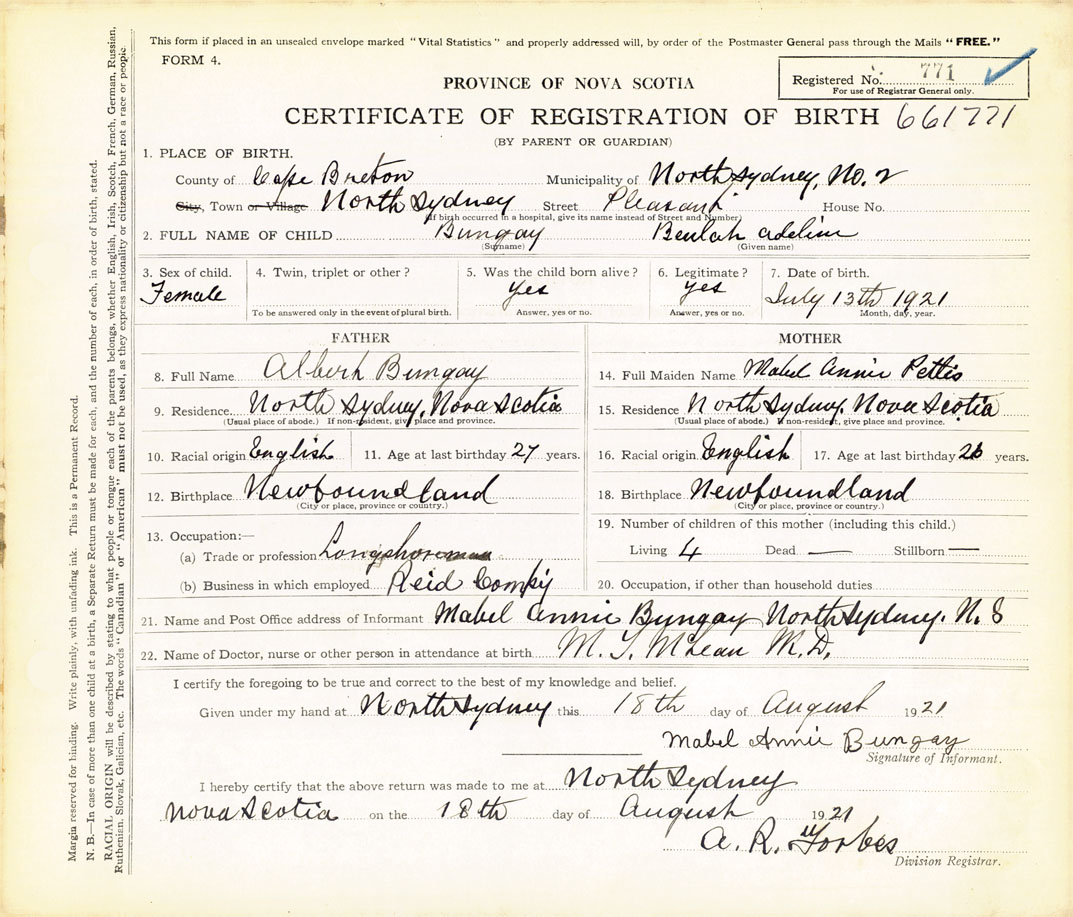 This form if placed in an unsealed envelope marked "Vital Statistics" and properly addressed will, by order of the Postmaster General pass through the Mails "FREE."
FORM 4.
Registered No. 771
For use of Registrar General only.
PROVINCE OF NOVA SCOTIA
CERTIFICATE OF REGISTRATION OF BIRTH 661771
(BY PARENT OR GUARDIAN)
1. PLACE OF BIRTH.
County of Cape Breton Municipality of North Sydney, No. 2
City, Town or Village North Sydney Street Pleasant House No.
(If birth occurred in a hospital, give its name instead of Street and Number)
2. FULL NAME OF CHILD Bungay Beulah Adeline
(Surname) (Given name)
3. Sex of child. 4. Twin, triplet or other? 5. Was the child born alive? 6. Legitimate? 7. Date of birth.
Female yes yes July 13th 1921
To be answered only in the event of plural birth. Answer, yes or no. Answer, yes or no. Month, day, year.
FATHER MOTHER
8. Full Name Albert Bungay 14. Full Maiden Name Mabel Annie Pettis
9. Residence North Sydney, Nova Scotia 15. Residence North Sydney, Nova Scotia
(Usual place of abode.) If non-resident, give place and province. (Usual place of abode.) If non-resident, give place and province.
10. Racial origin English 11. Age at last birthday 27 years. 16. Racial origin English 17. Age at last birthday 26 years.
12. Birthplace Newfoundland 18. Birthplace Newfoundland
(City or place, province or country.) (City or place, province or country.)
13. Occupation:— 19. Number of children of this mother (including this child.)
(a) Trade or profession Longshoreman Living 4 Dead — Stillborn —
(b) Business in which employed Reid Comp'y 20. Occupation, if other than household duties
21. Name and Post Office address of Informant Mabel Annie Bungay North Sydney. N. S
22. Name of Doctor, nurse or other person in attendance at birth M. T. McLean M.D.
I certify the foregoing to be true and correct to the best of my knowledge and belief.
Given under my hand at North Sydney this 18th day of August 1921
Mabel Annie Bungay
Signature of Informant.
I hereby certify that the above return was made to me at North Sydney
Nova Scotia on the 18th day of August 1921
A. R. Forbes
Division Registrar.
Margin reserved for binding. Write plainly, with unfading ink. This is a Permanent Record.
N. B.—In case of more than one child at a birth, a Separate Return must be made for each, and the number of each, in order of birth, stated.
RACIAL ORIGIN will be described by stating to what people or tongue each of the parents belongs, whether English, Irish, Scotch, French, German, Russian,
Ruthenian, Slovak, Galician, etc. The words "Canadian" or "American" must not be used, as they express nationality or citizenship but not a race or people.